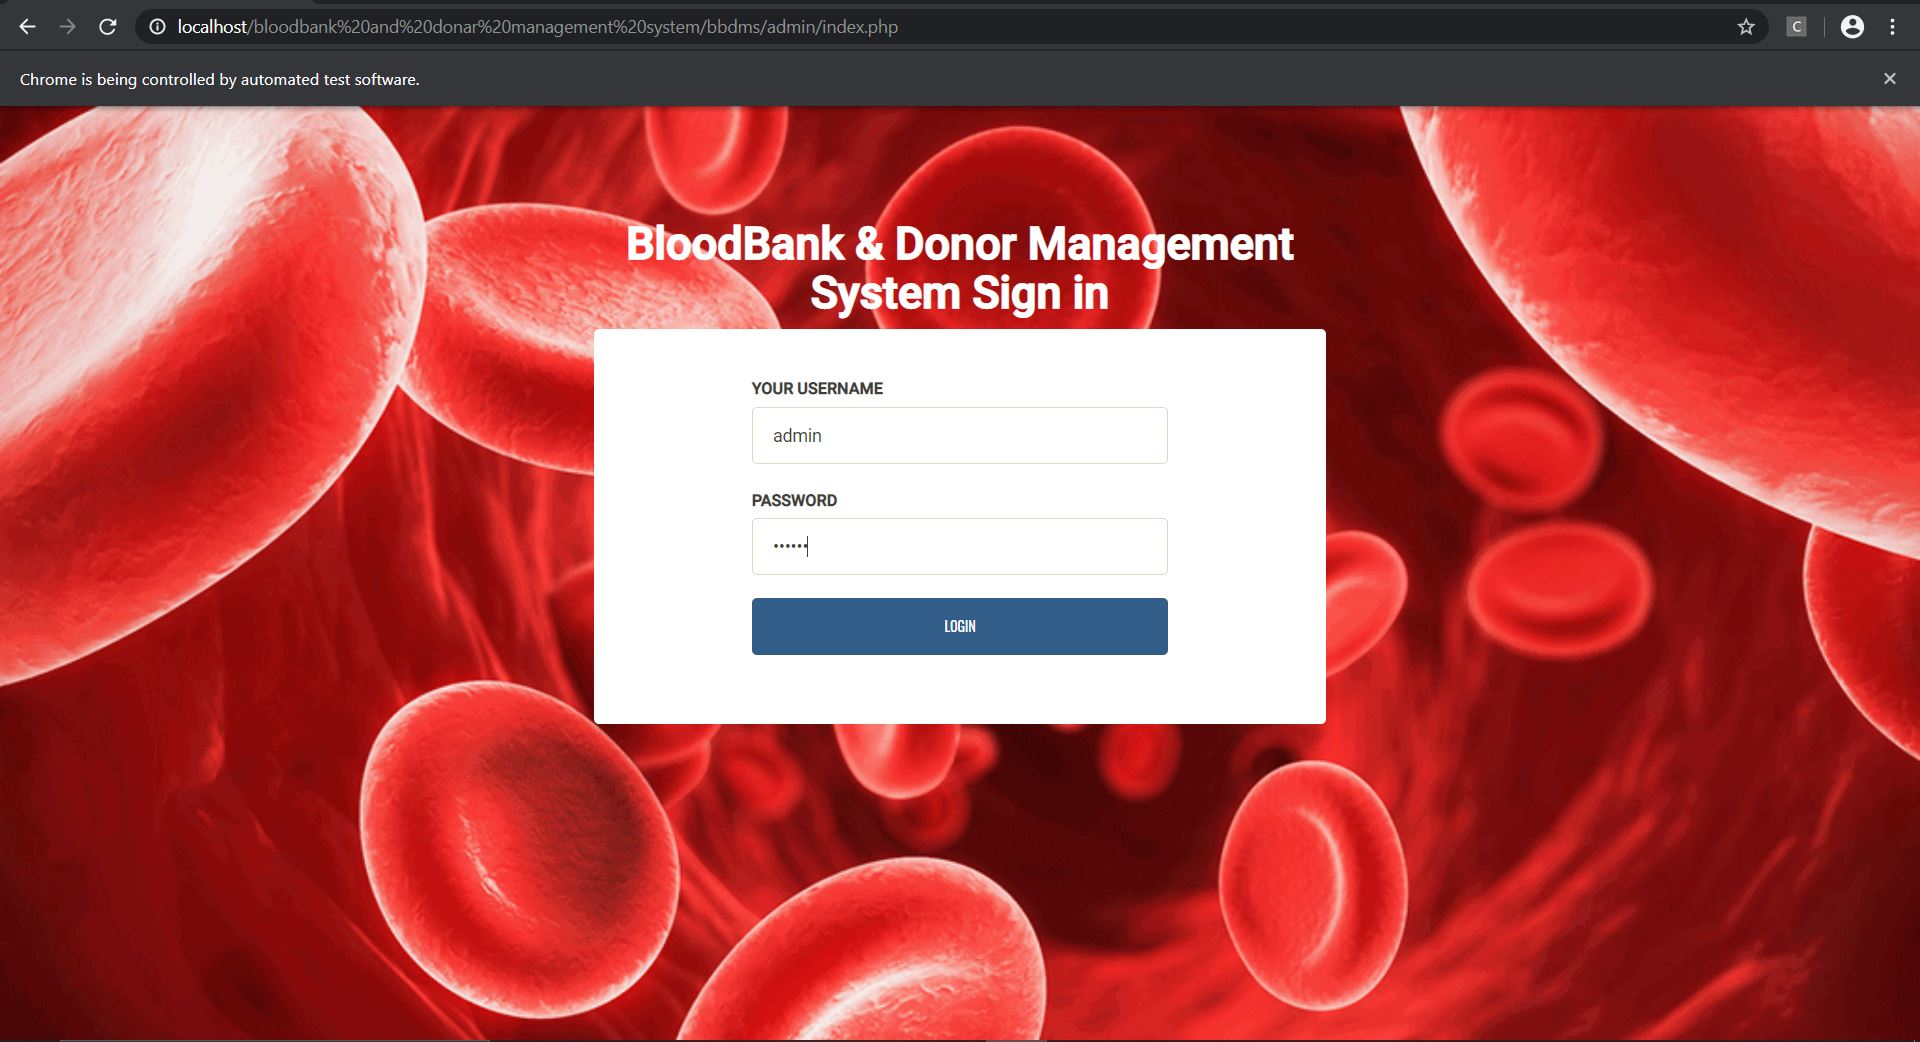 localhost/bloodbank%20and%20donar%20management%20system/bbdms/admin/index.php
C
Chrome is being controlled by automated test software.
BloodBank & Donor Management
System Sign in
YOUR USERNAME
admin
PASSWORD
••••••
LOGIN